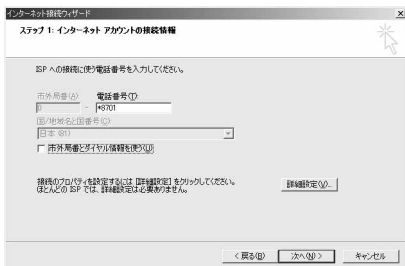 インターネット接続ウィザード
ステップ 1: インターネット アカウントの接続情報
ISP への接続に使う電話番号を入力してください。
市外局番(A): 電話番号(T):
0 - *8701
国/地域名と国番号(C):
日本 (81)
市外局番とダイヤル情報を使う(U)
接続のプロパティを設定するには [詳細設定] をクリックしてください。
ほとんどの ISP では、詳細設定は必要ありません。
詳細設定(V)...
< 戻る(B) 次へ(N) > キャンセル